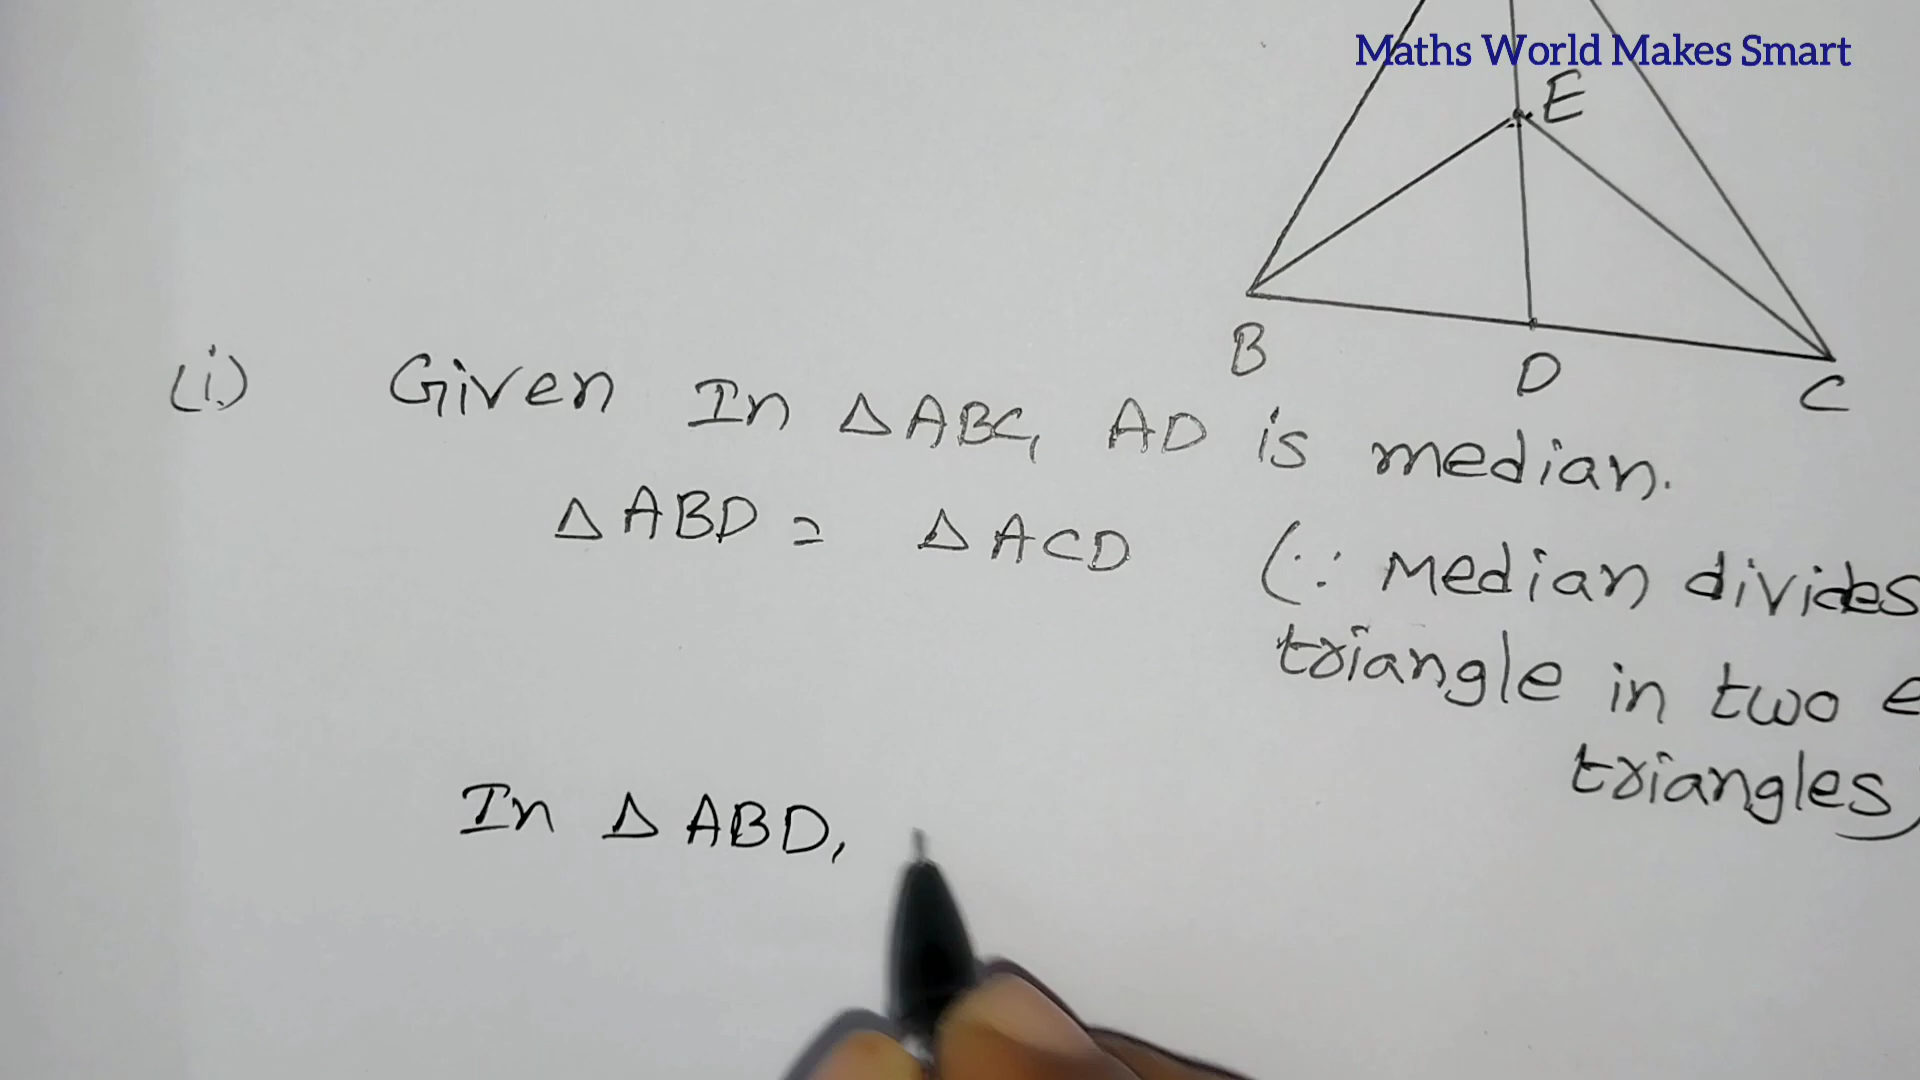 Maths World Makes Smart
E
B
D
C
(i) Given In △ABC, AD is median.
△ABD = △ACD (∵ Median divides
triangle in two e
triangles)
In △ABD,